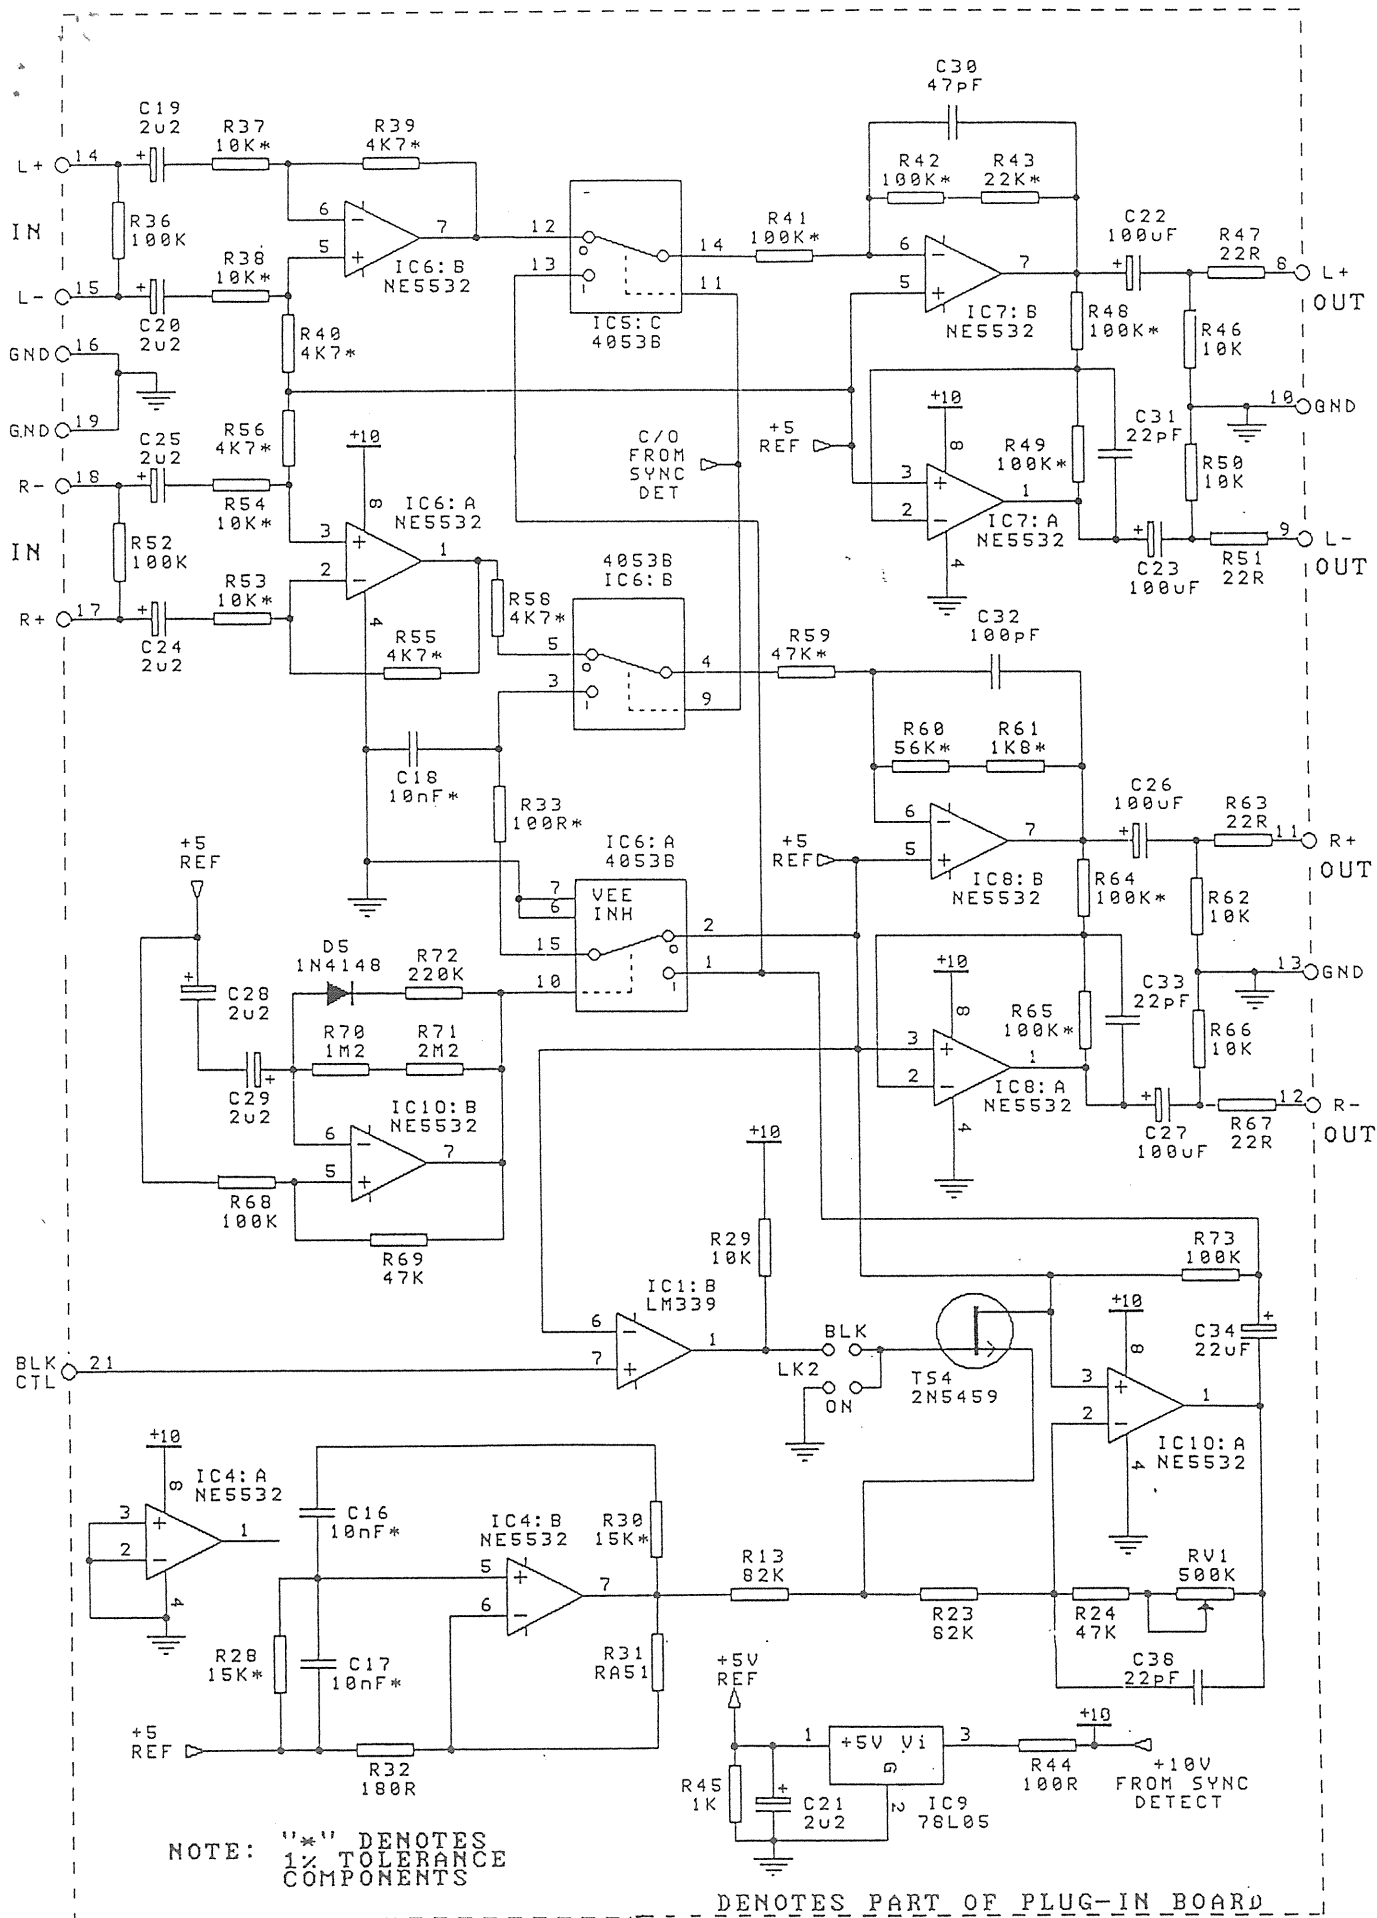 C30
47pF
C19
2u2
R37
10K*
R39
4K7*
L+
14
R42
100K*
R43
22K*
IN
R36
100K
6
5
7
IC6:B
NE5532
12
13
14
11
IC5:C
4053B
R41
100K*
6
5
7
IC7:B
NE5532
C22
100uF
R47
22R
8
L+
OUT
R38
10K*
L-
15
C20
2u2
R40
4K7*
R48
100K*
R46
10K
GND
16
GND
19
+10
8
R56
4K7*
C/O
FROM
SYNC
DET
+5
REF
+10
8
R49
100K*
C31
22pF
10
GND
C25
2u2
R-
18
R54
10K*
IC6:A
NE5532
3
2
1
4
3
2
1
4
IC7:A
NE5532
R50
10K
C23
100uF
R51
22R
9
L-
OUT
IN
R52
100K
R53
10K*
R+
17
C24
2u2
R55
4K7*
R58
4K7*
4053B
IC6:B
5
3
4
9
R59
47K*
C32
100pF
R60
56K*
R61
1K8*
C18
10nF*
R33
100R*
+5
REF
6
5
7
IC8:B
NE5532
C26
100uF
R63
22R
11
R+
OUT
+5
REF
IC6:A
4053B
7
6
VEE
INH
15
10
2
1
R64
100K*
R62
10K
D5
1N4148
R72
220K
C28
2u2
R70
1M2
R71
2M2
C29
2u2
+10
8
R65
100K*
C33
22pF
13
GND
3
2
1
4
IC8:A
NE5532
R66
10K
C27
100uF
R67
22R
12
R-
OUT
IC10:B
NE5532
6
5
7
R68
100K
R69
47K
+10
R29
10K
R73
100K
IC1:B
LM339
6
7
1
BLK
CTL
21
BLK
LK2
ON
TS4
2N5459
+10
8
3
2
1
4
IC10:A
NE5532
C34
22uF
+10
8
IC4:A
NE5532
3
2
1
4
C16
10nF*
IC4:B
NE5532
5
6
7
R30
15K*
R13
82K
R23
82K
R24
47K
RV1
500K
R28
15K*
C17
10nF*
R31
RA51
C38
22pF
+5
REF
R32
180R
+5V
REF
1
+5V Vi
G
3
2
R44
100R
+10
+10V
FROM SYNC
DETECT
R45
1K
C21
2u2
IC9
78L05
NOTE: "*" DENOTES
1% TOLERANCE
COMPONENTS
DENOTES PART OF PLUG-IN BOARD